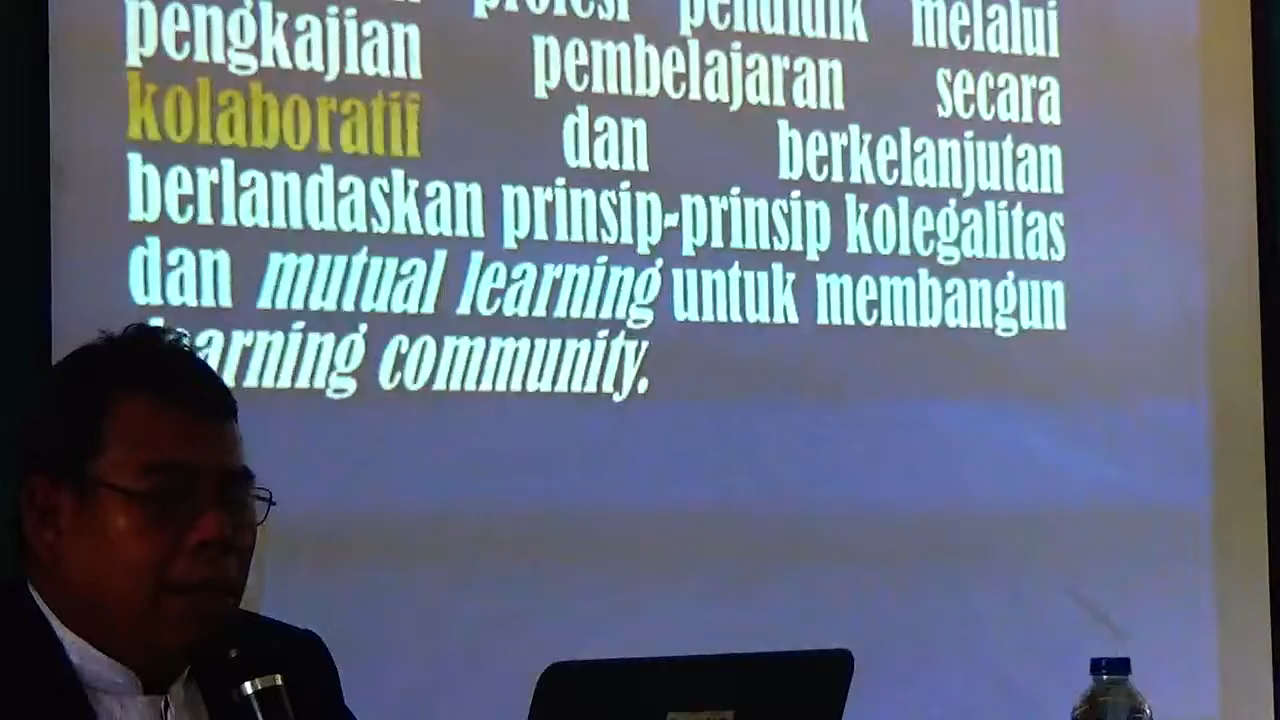 profesi pendidik melalui
pengkajian pembelajaran secara
kolaboratif dan berkelanjutan
berlandaskan prinsip-prinsip kolegalitas
dan mutual learning untuk membangun
learning community.